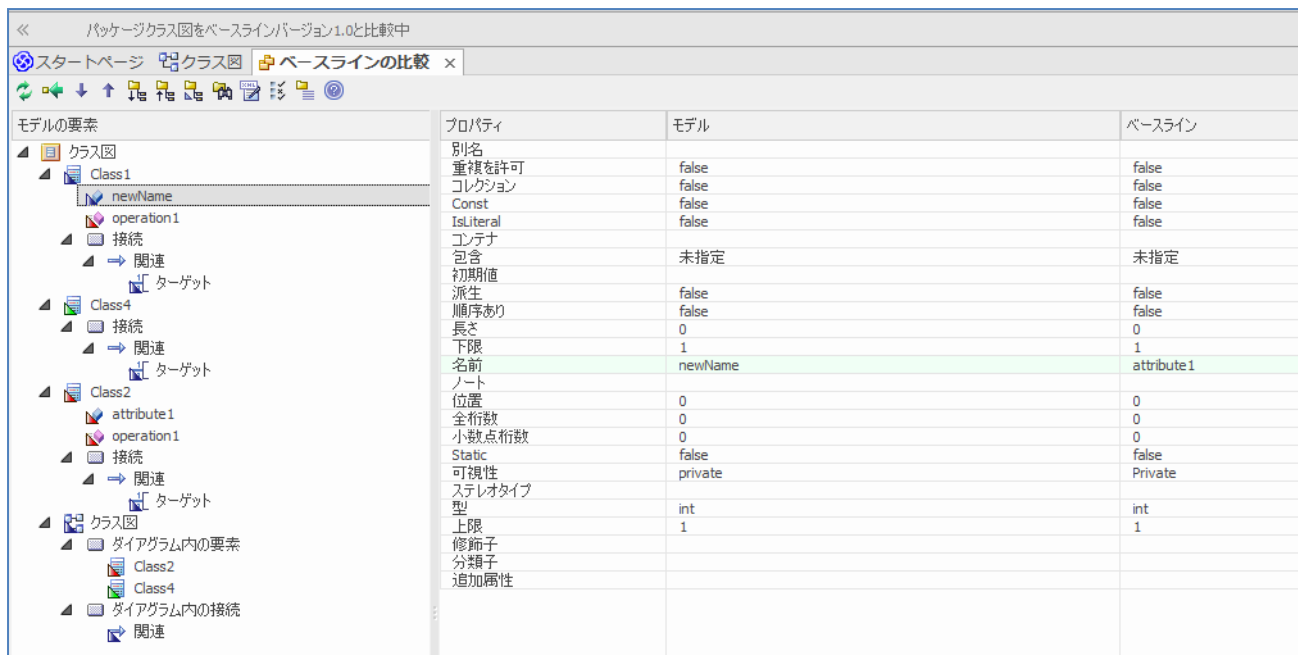 パッケージクラス図をベースラインバージョン1.0と比較中
スタートページ クラス図 ベースラインの比較
モデルの要素
クラス図
Class1
newName
operation1
接続
関連
ターゲット
Class4
接続
関連
ターゲット
Class2
attribute1
operation1
接続
関連
ターゲット
クラス図
ダイアグラム内の要素
Class2
Class4
ダイアグラム内の接続
関連
プロパティ モデル ベースライン
別名
重複を許可 false false
コレクション false false
Const false false
IsLiteral false false
コンテナ
包含 未指定 未指定
初期値
派生 false false
順序あり false false
長さ 0 0
下限 1 1
名前 newName attribute1
ノート
位置 0 0
全桁数 0 0
小数点桁数 0 0
Static false false
可視性 private Private
ステレオタイプ
型 int int
上限 1 1
修飾子
分類子
追加属性